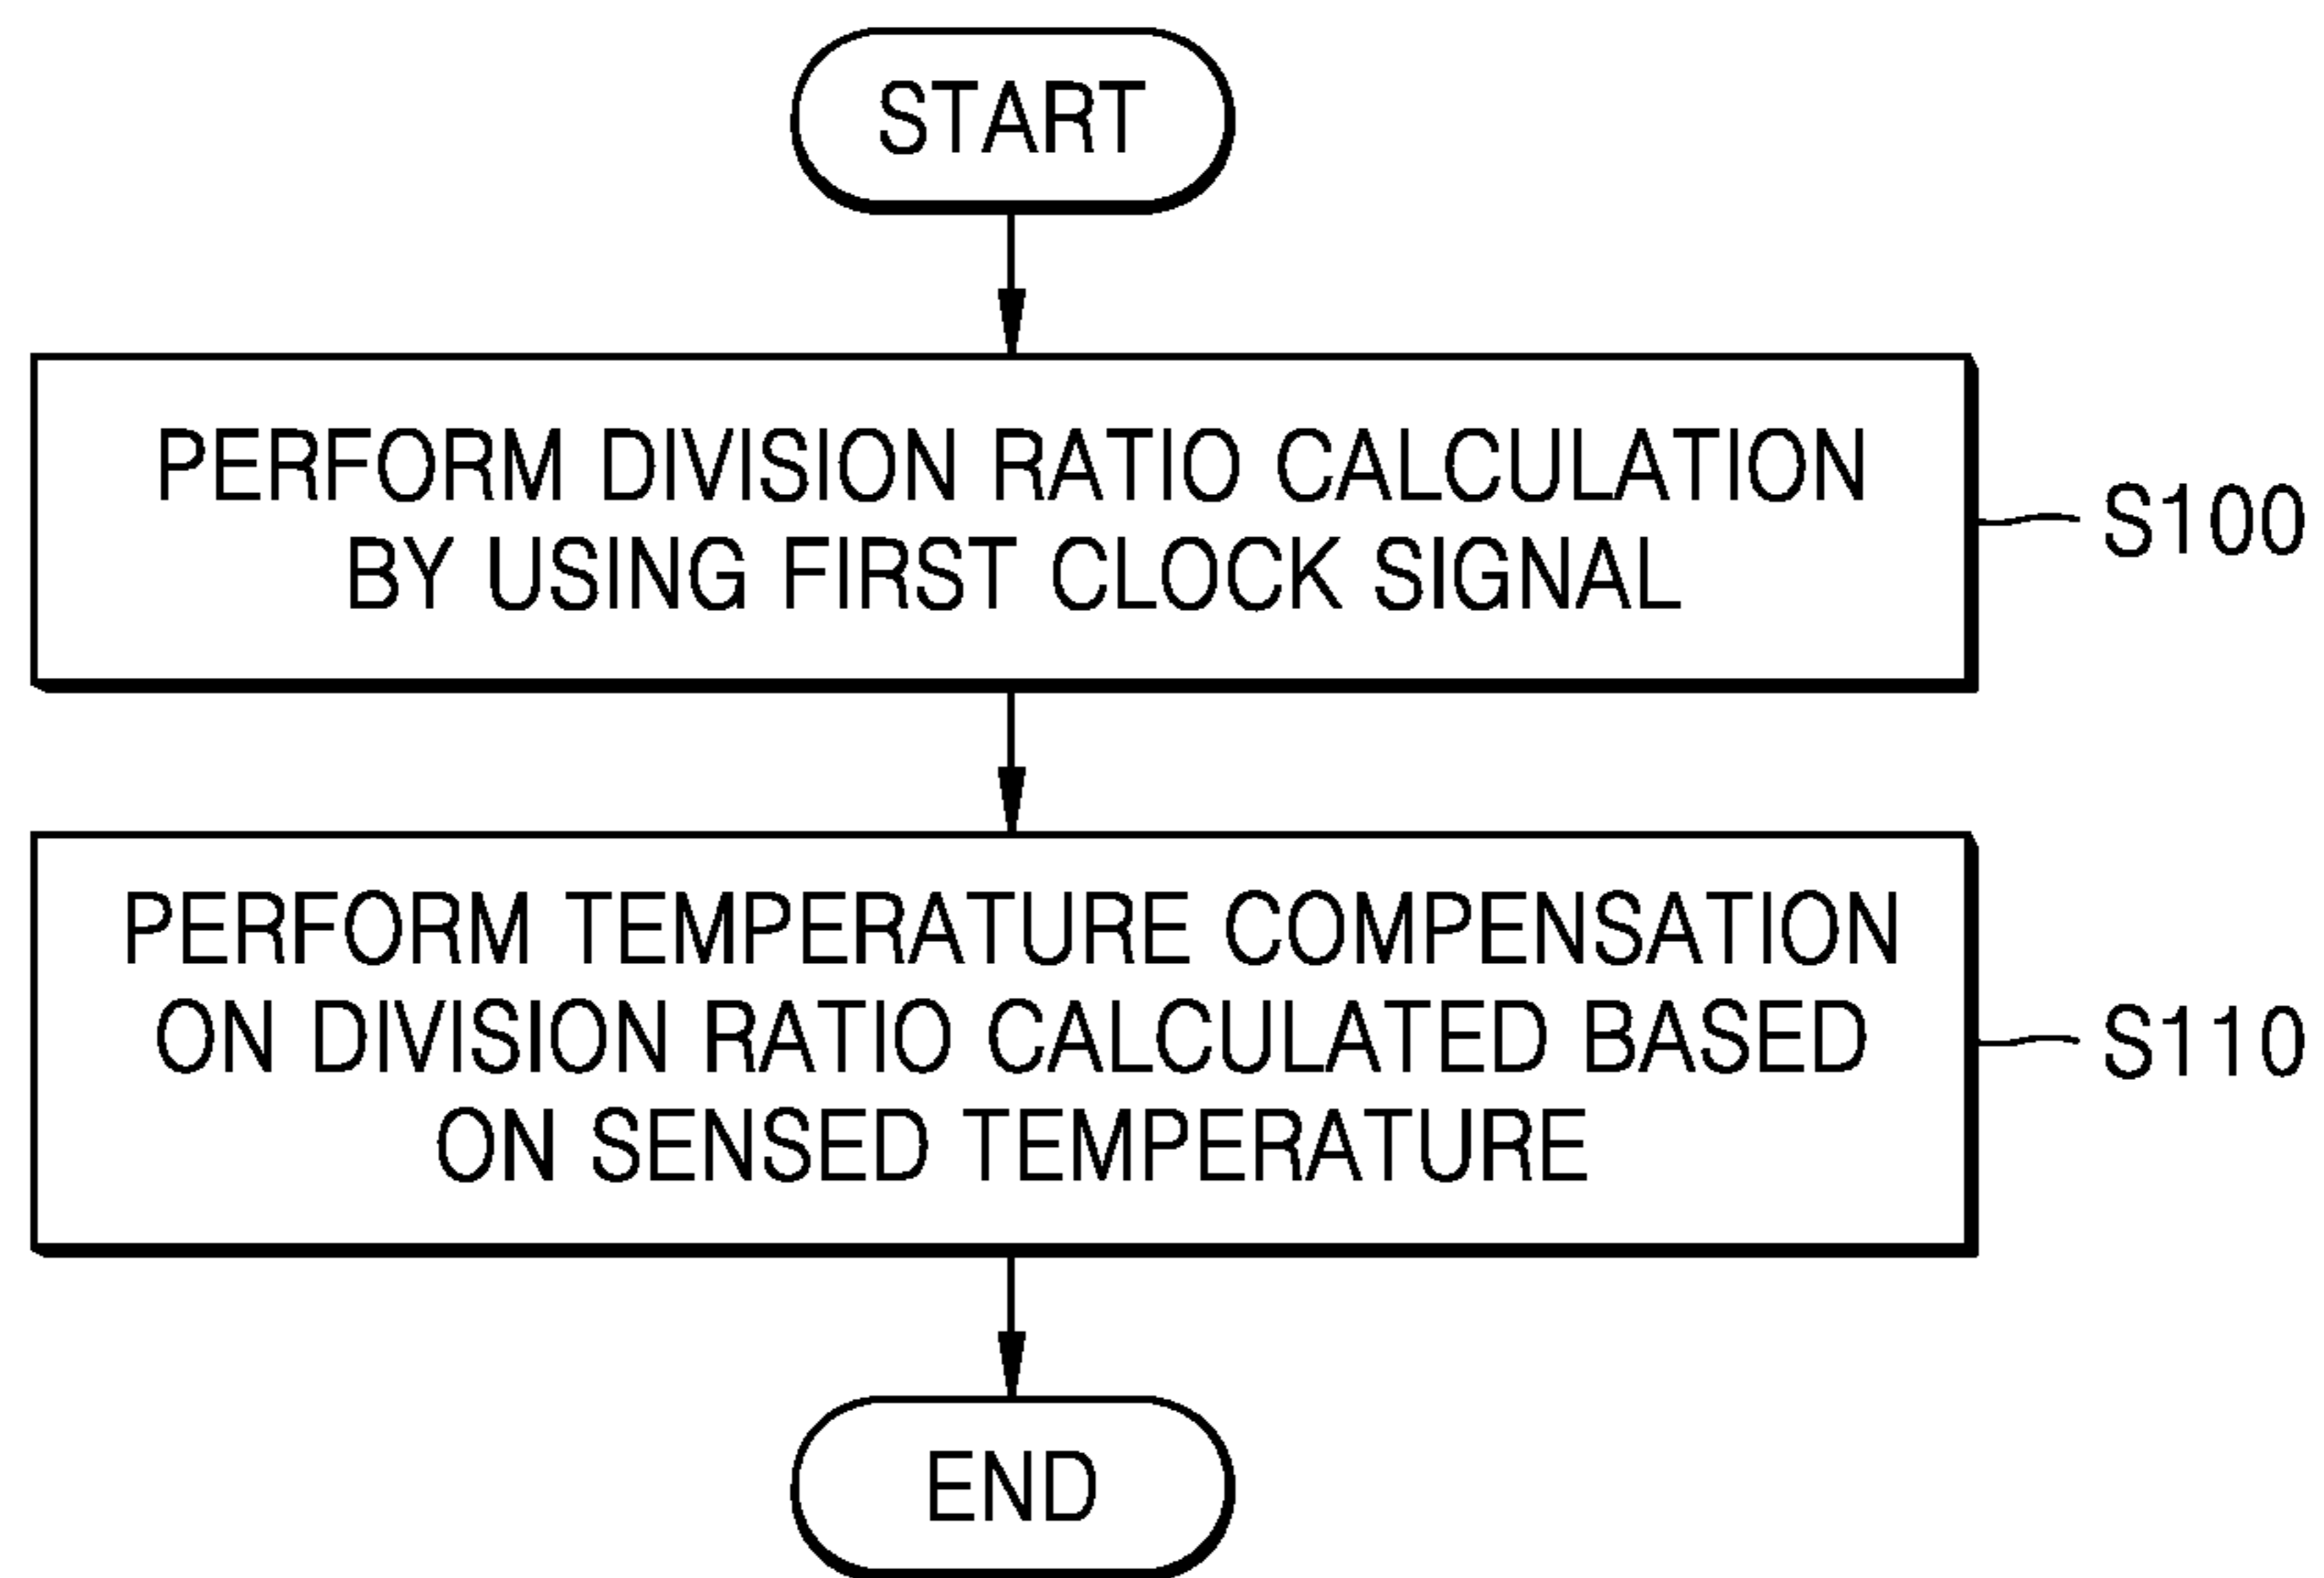 START
PERFORM DIVISION RATIO CALCULATION
BY USING FIRST CLOCK SIGNAL
S100
PERFORM TEMPERATURE COMPENSATION
ON DIVISION RATIO CALCULATED BASED
ON SENSED TEMPERATURE
S110
END